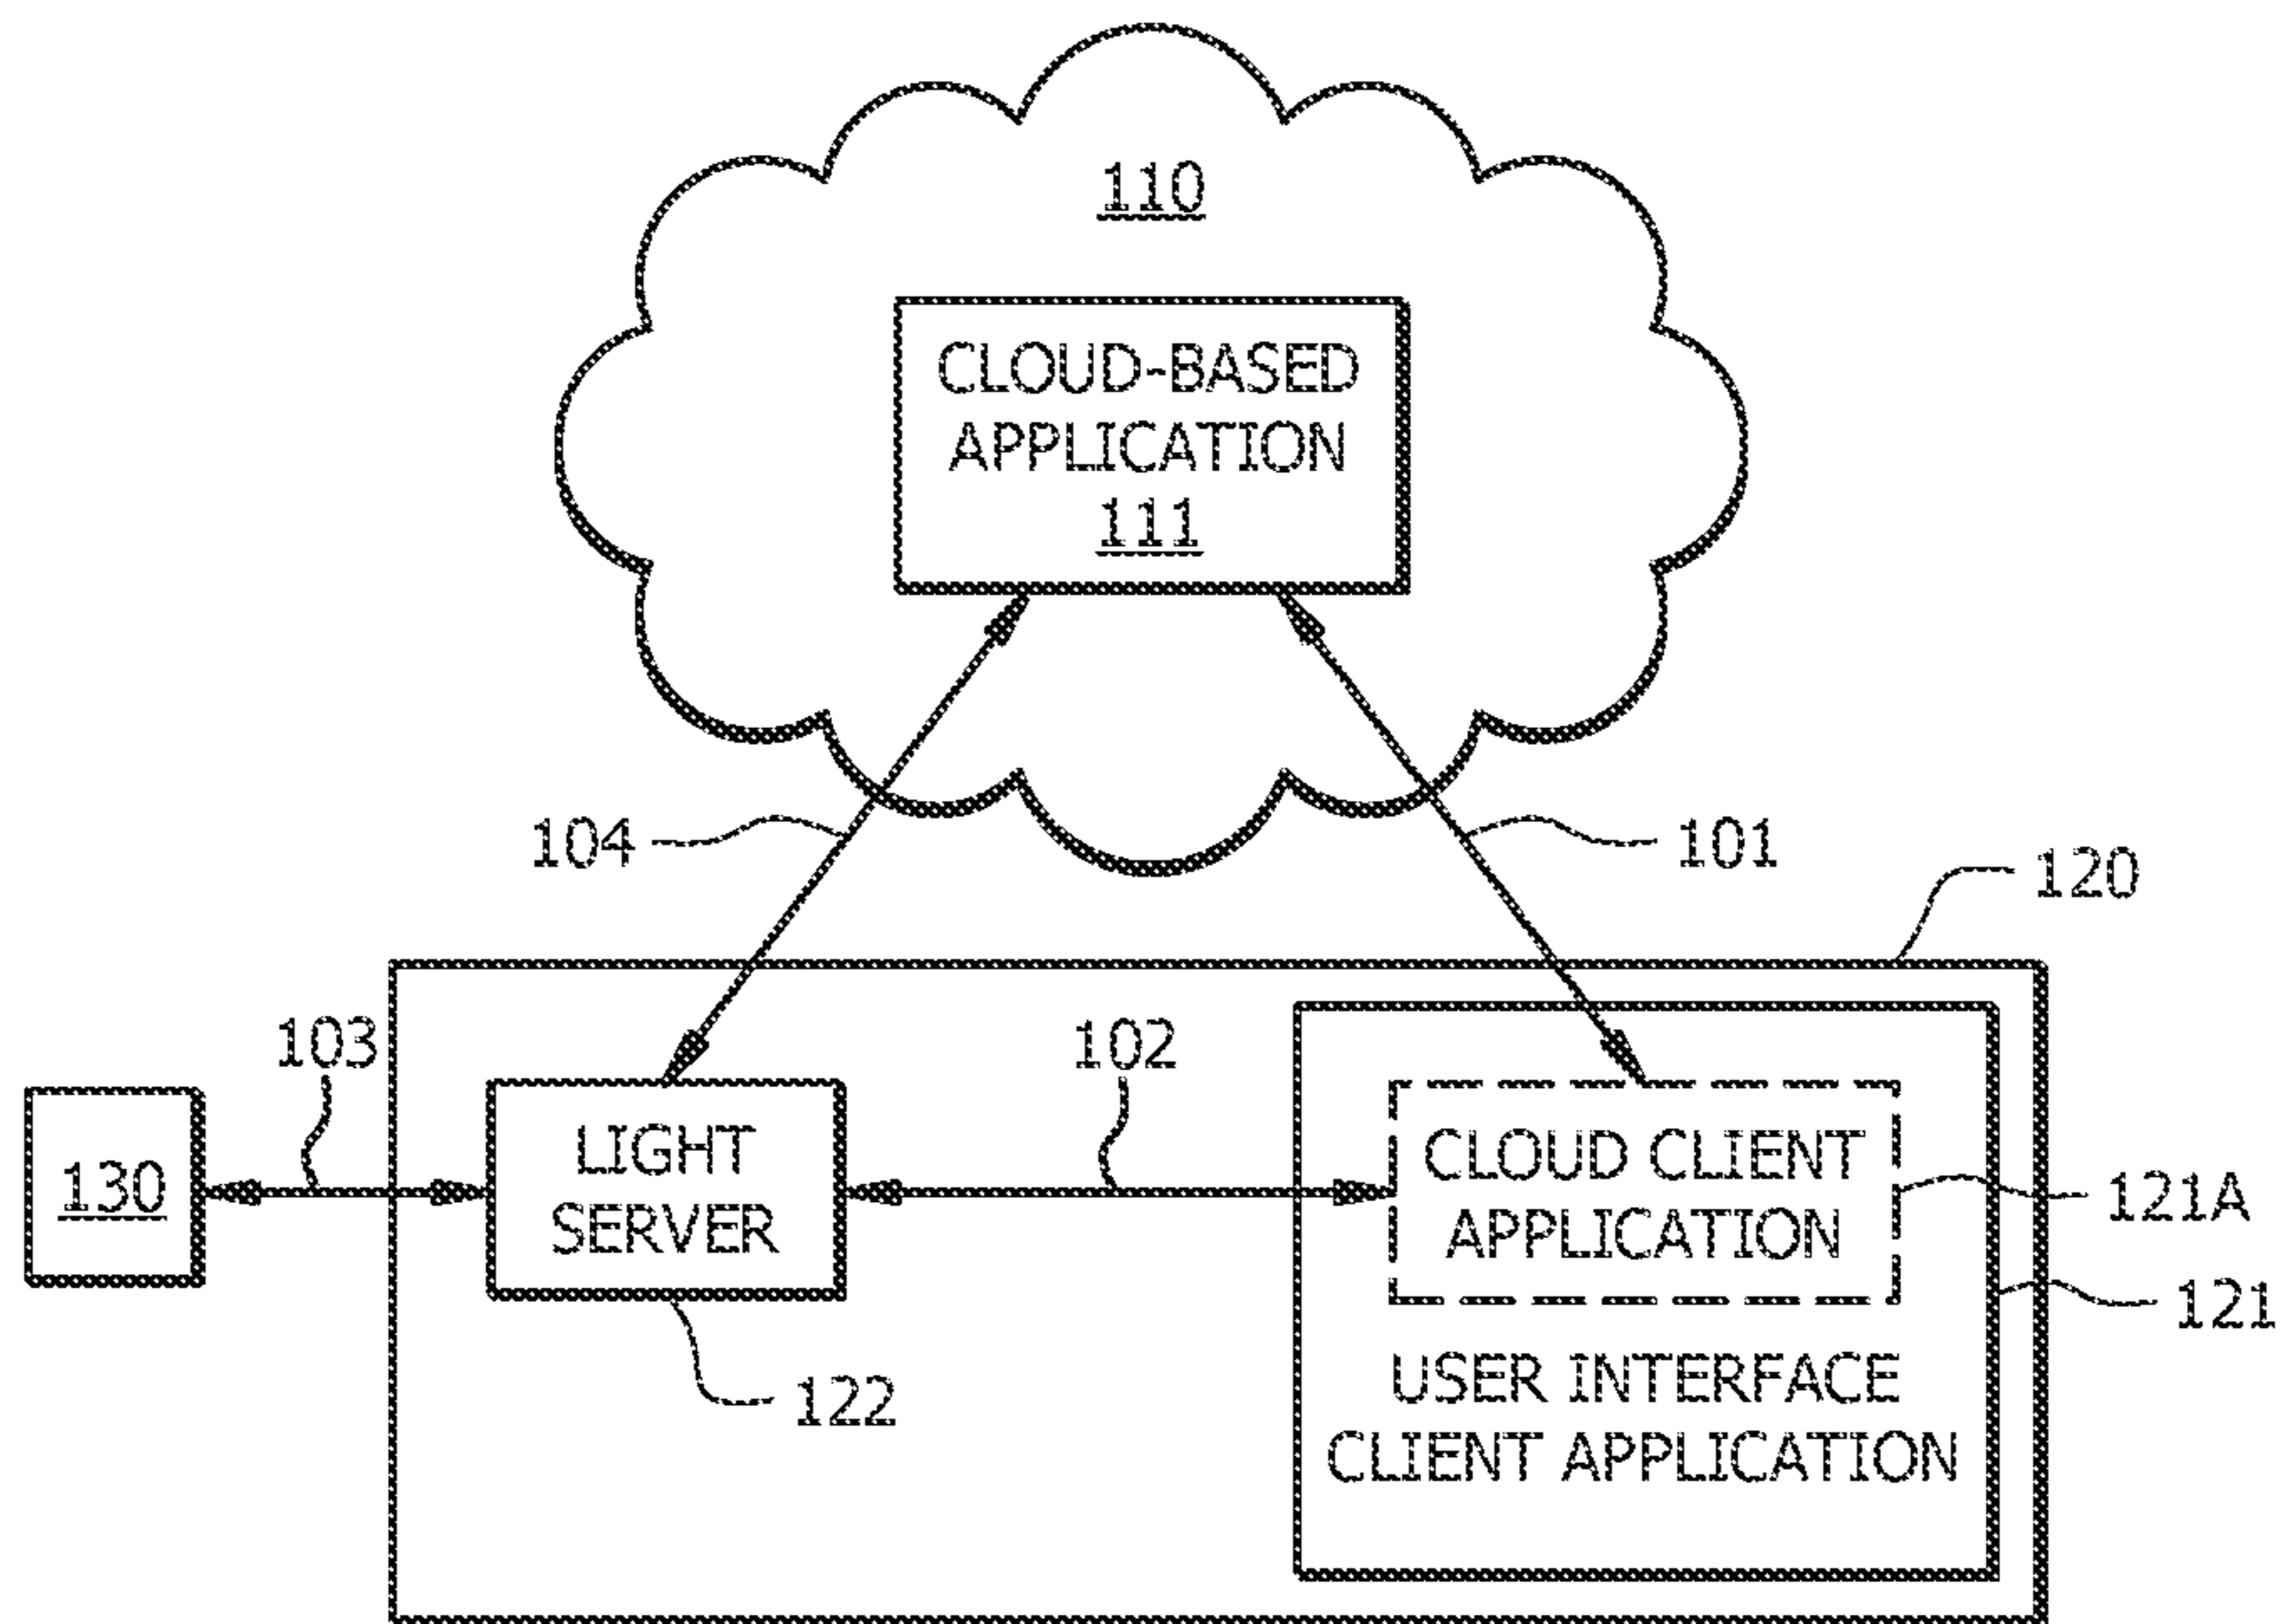 110
CLOUD-BASED
APPLICATION
111
104
101
120
103
102
130
LIGHT
SERVER
122
CLOUD CLIENT
APPLICATION
121A
121
USER INTERFACE
CLIENT APPLICATION